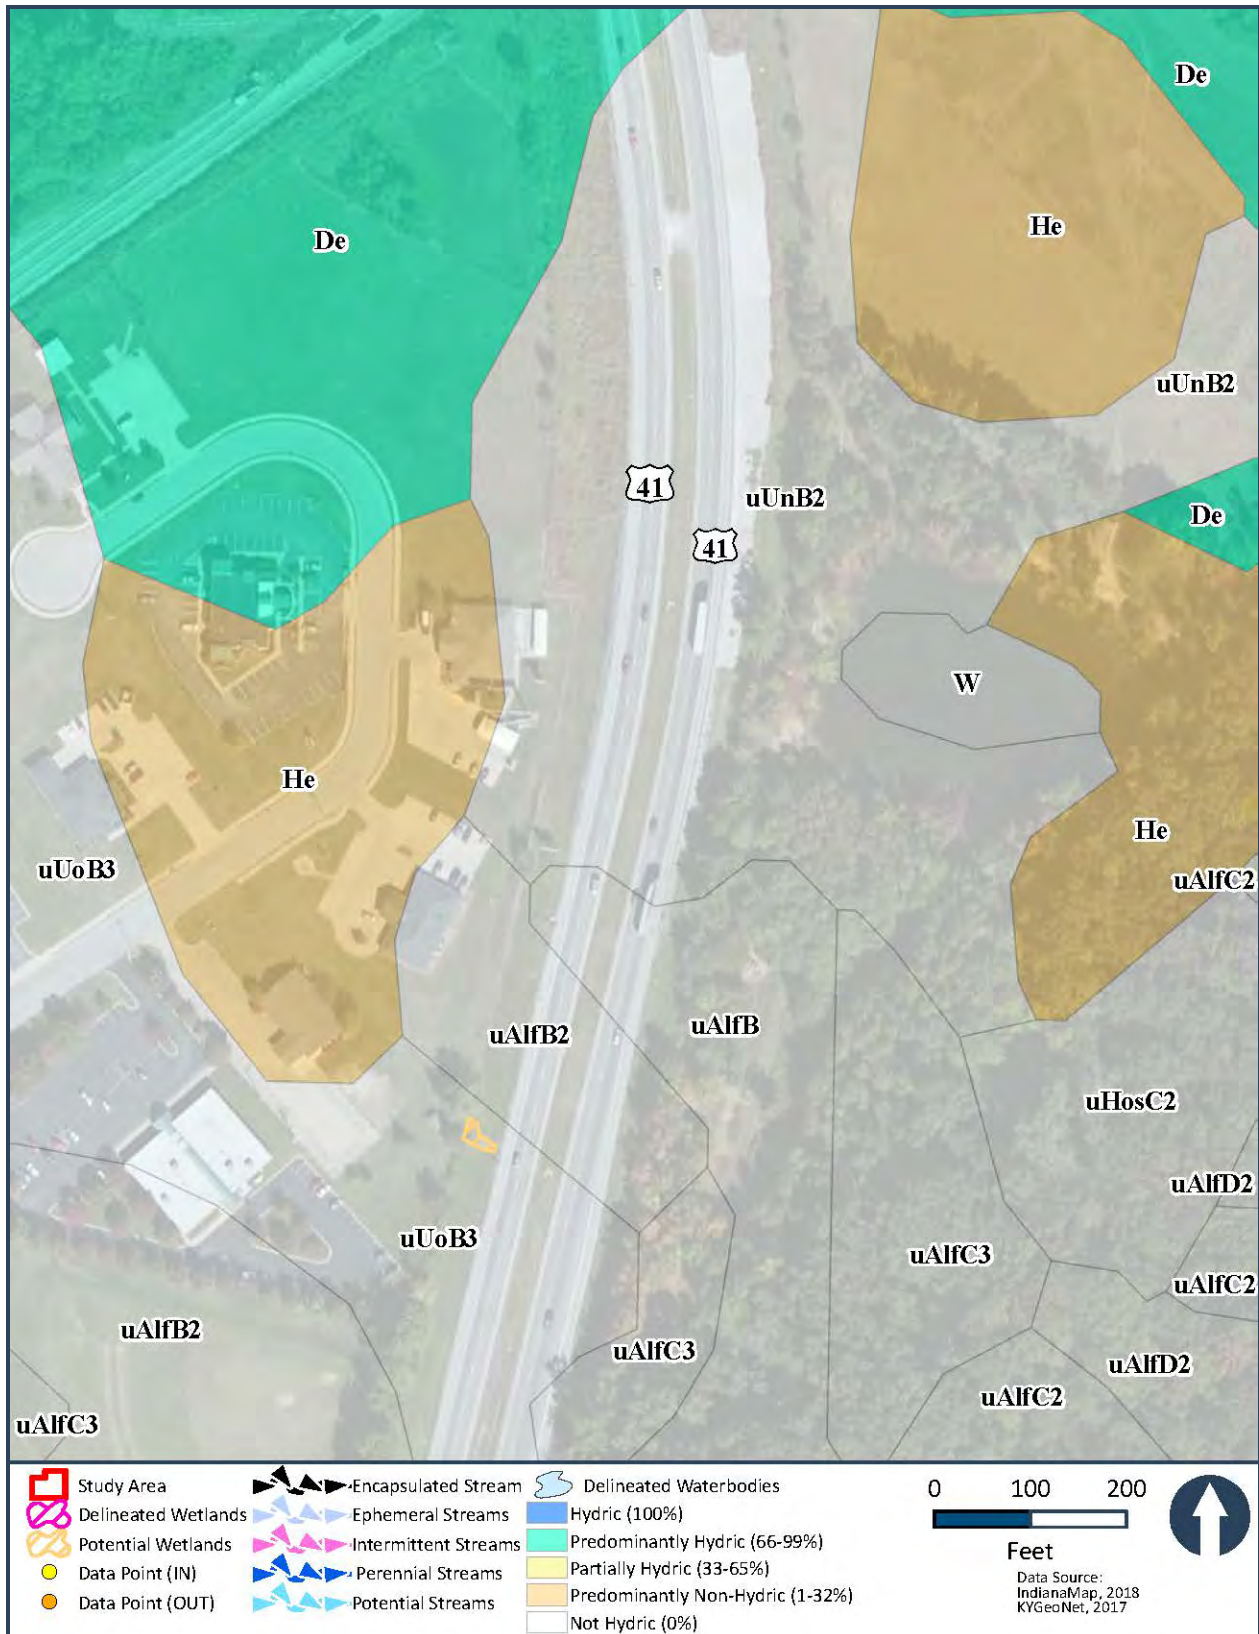 De
De
He
uUnB2
41
uUnB2
De
41
W
He
He
uUoB3
uAlfC2
uAlfB2
uAlfB
uHosC2
uAlfD2
uUoB3
uAlfC3
uAlfC2
uAlfB2
uAlfC3
uAlfD2
uAlfC2
uAlfC3
Study Area
Delineated Wetlands
Potential Wetlands
Data Point (IN)
Data Point (OUT)
Encapsulated Stream
Ephemeral Streams
Intermittent Streams
Perennial Streams
Potential Streams
Delineated Waterbodies
Hydric (100%)
Predominantly Hydric (66-99%)
Partially Hydric (33-65%)
Predominantly Non-Hydric (1-32%)
Not Hydric (0%)
0 100 200
Feet
Data Source:
IndianaMap, 2018
KYGeoNet, 2017